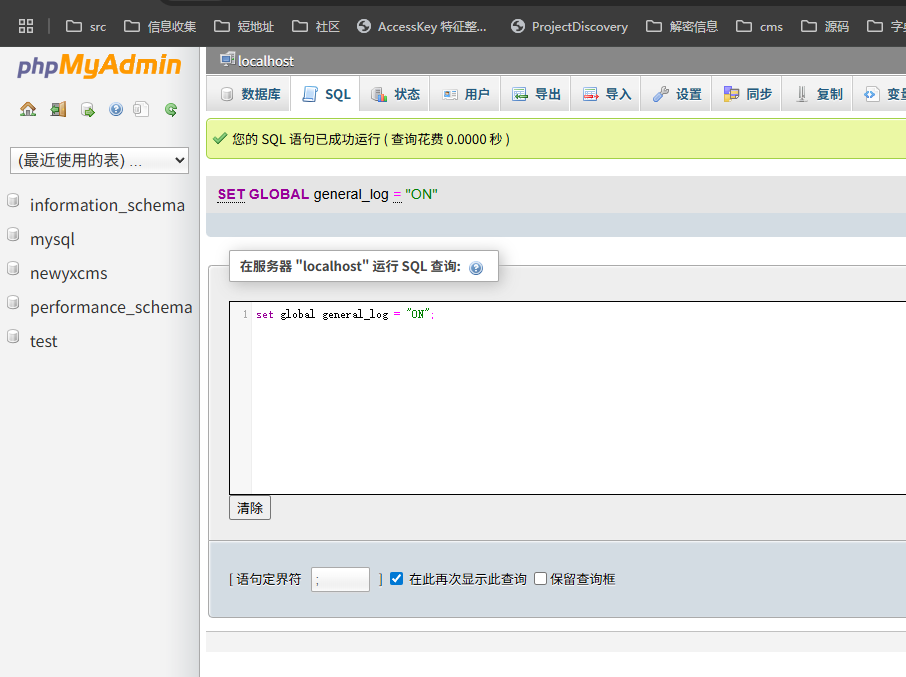 src
信息收集
短地址
社区
AccessKey 特征整...
ProjectDiscovery
解密信息
cms
源码
phpMyAdmin
(最近使用的表) ...
information_schema
mysql
newyxcms
performance_schema
test
localhost
数据库
SQL
状态
用户
导出
导入
设置
同步
复制
变量
您的 SQL 语句已成功运行 ( 查询花费 0.0000 秒 )
SET GLOBAL general_log = "ON"
在服务器 "localhost" 运行 SQL 查询:
1 set global general_log = "ON";
清除
[ 语句定界符 ; ] 在此再次显示此查询 保留查询框